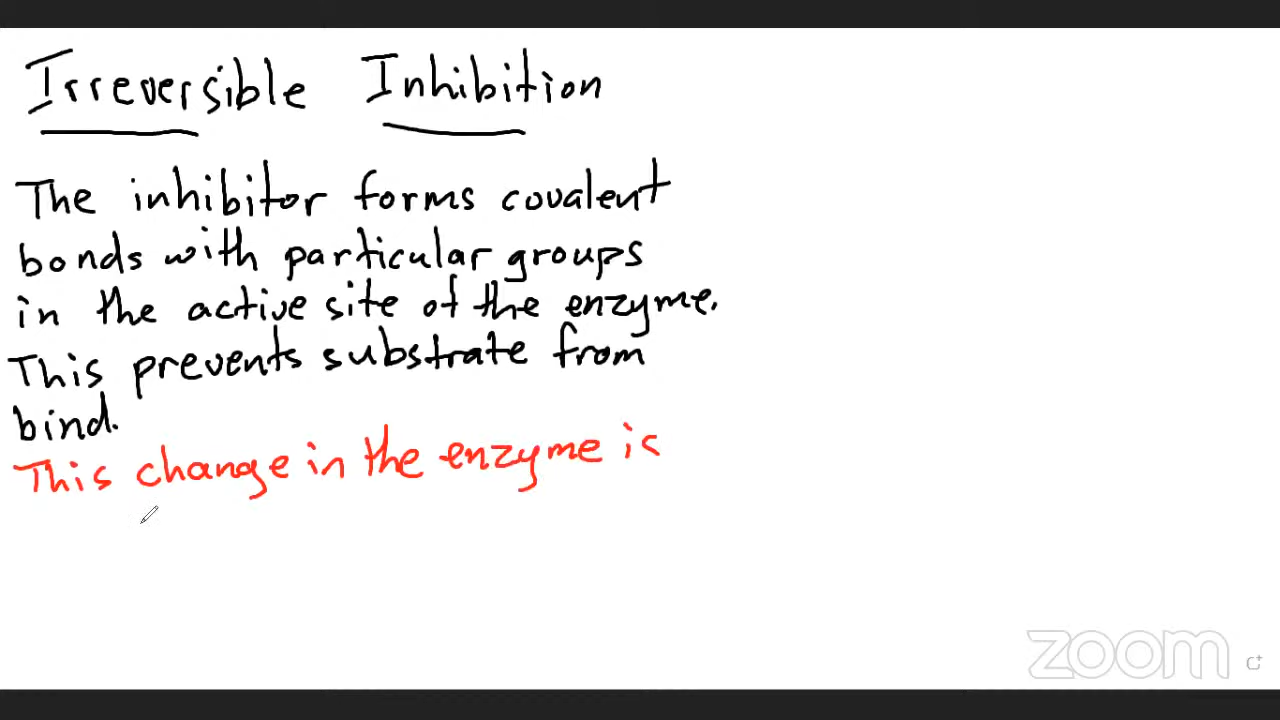 Irreversible Inhibition
The inhibitor forms covalent
bonds with particular groups
in the active site of the enzyme.
This prevents substrate from
bind.
This change in the enzyme is
zoom